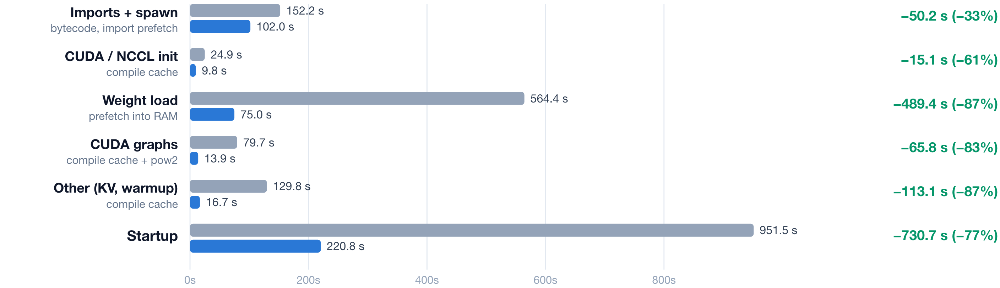 Imports + spawn
152.2 s
−50.2 s (−33%)
bytecode, import prefetch
102.0 s
CUDA / NCCL init
24.9 s
−15.1 s (−61%)
compile cache
9.8 s
Weight load
564.4 s
−489.4 s (−87%)
prefetch into RAM
75.0 s
CUDA graphs
79.7 s
−65.8 s (−83%)
compile cache + pow2
13.9 s
Other (KV, warmup)
129.8 s
−113.1 s (−87%)
compile cache
16.7 s
Startup
951.5 s
−730.7 s (−77%)
220.8 s
0s 200s 400s 600s 800s